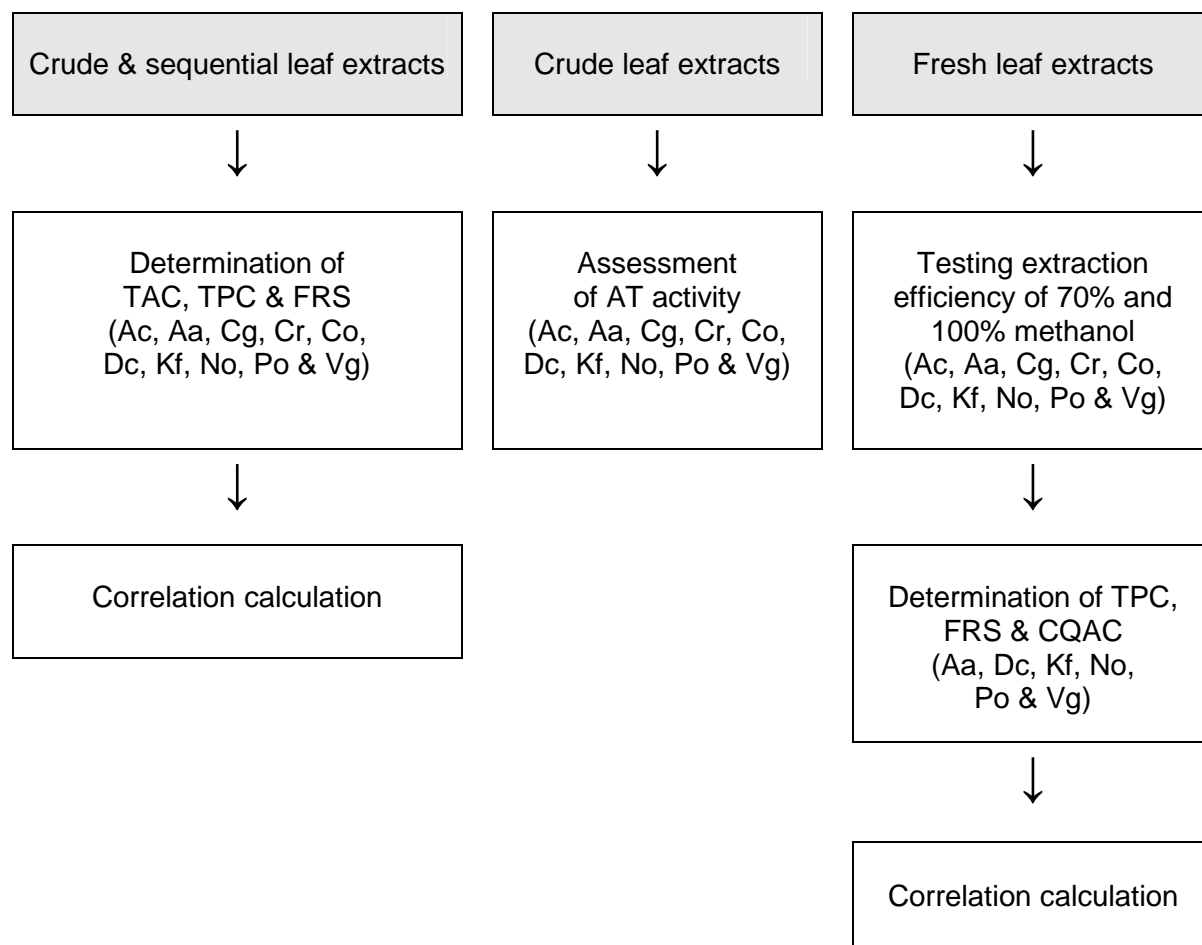 Crude & sequential leaf extracts
Crude leaf extracts
Fresh leaf extracts
Determination of
TAC, TPC & FRS
(Ac, Aa, Cg, Cr, Co,
Dc, Kf, No, Po & Vg)
Assessment
of AT activity
(Ac, Aa, Cg, Cr, Co,
Dc, Kf, No, Po & Vg)
Testing extraction
efficiency of 70% and
100% methanol
(Ac, Aa, Cg, Cr, Co,
Dc, Kf, No, Po & Vg)
Correlation calculation
Determination of TPC,
FRS & CQAC
(Aa, Dc, Kf, No,
Po & Vg)
Correlation calculation